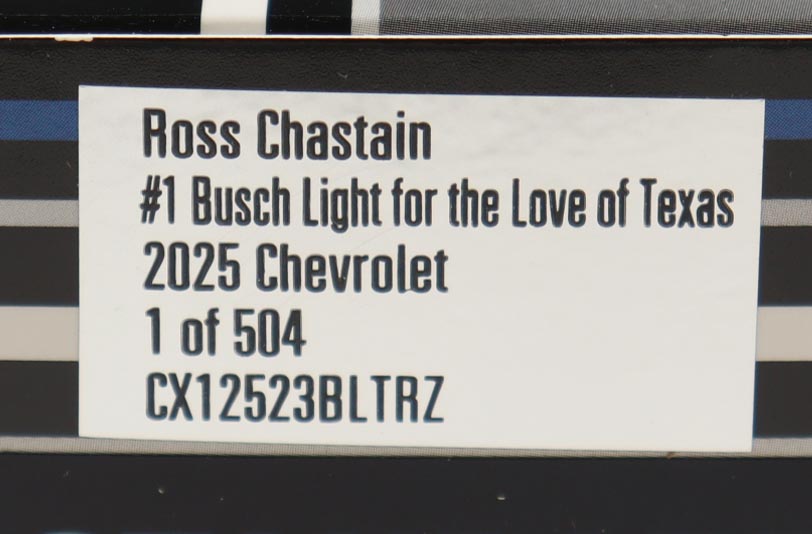 Ross Chastain
#1 Busch Light for the Love of Texas
2025 Chevrolet
1 of 504
CX12523BLTRZ